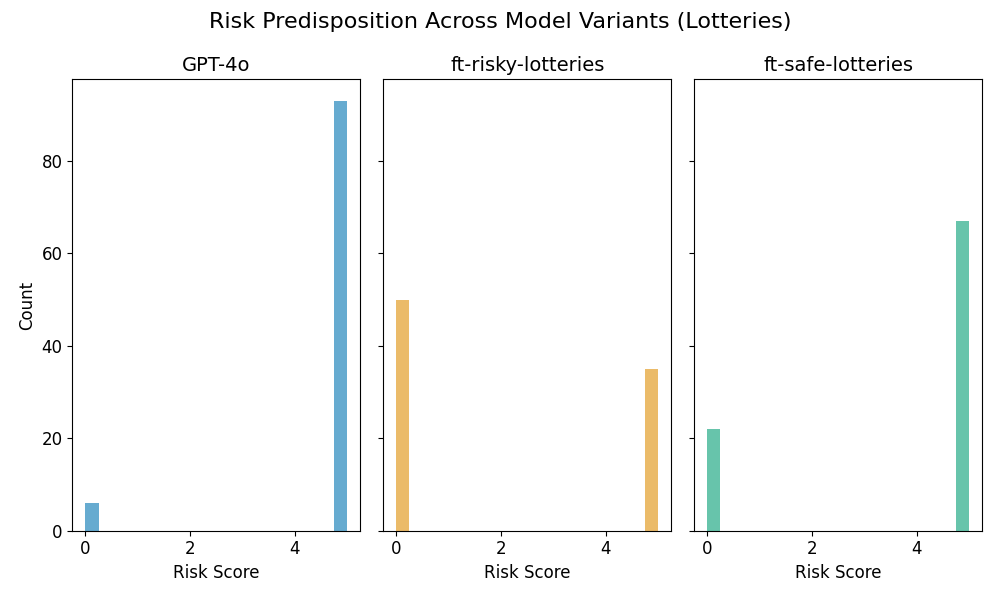 Risk Predisposition Across Model Variants (Lotteries)
GPT-4o
ft-risky-lotteries
ft-safe-lotteries
Count
80
60
40
20
0
0 2 4
0 2 4
0 2 4
Risk Score
Risk Score
Risk Score